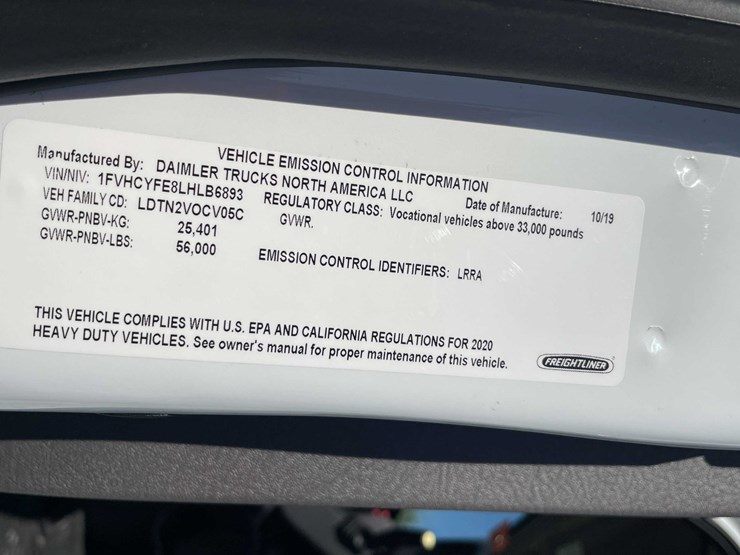 VEHICLE EMISSION CONTROL INFORMATION
Manufactured By: DAIMLER TRUCKS NORTH AMERICA LLC
Date of Manufacture: 10/19
VIN/NIV: 1FVHCYFE8LHLB6893
REGULATORY CLASS: Vocational vehicles above 33,000 pounds
GVWR.
VEH FAMILY CD: LDTN2VOCV05C
GVWR-PNBV-KG: 25,401
GVWR-PNBV-LBS: 56,000
EMISSION CONTROL IDENTIFIERS: LRRA
THIS VEHICLE COMPLIES WITH U.S. EPA AND CALIFORNIA REGULATIONS FOR 2020
HEAVY DUTY VEHICLES. See owner's manual for proper maintenance of this vehicle.
FREIGHTLINER